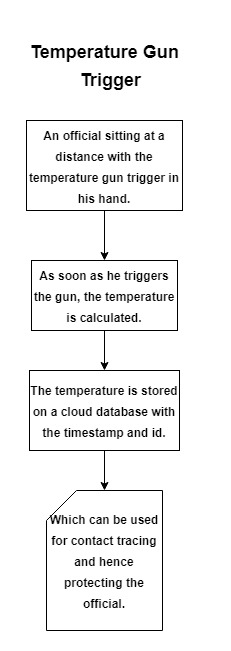 Temperature Gun
Trigger
An official sitting at a
distance with the
temperature gun trigger in
his hand.
As soon as he triggers
the gun, the temperature
is calculated.
The temperature is stored
on a cloud database with
the timestamp and id.
Which can be used
for contact tracing
and hence
protecting the
official.